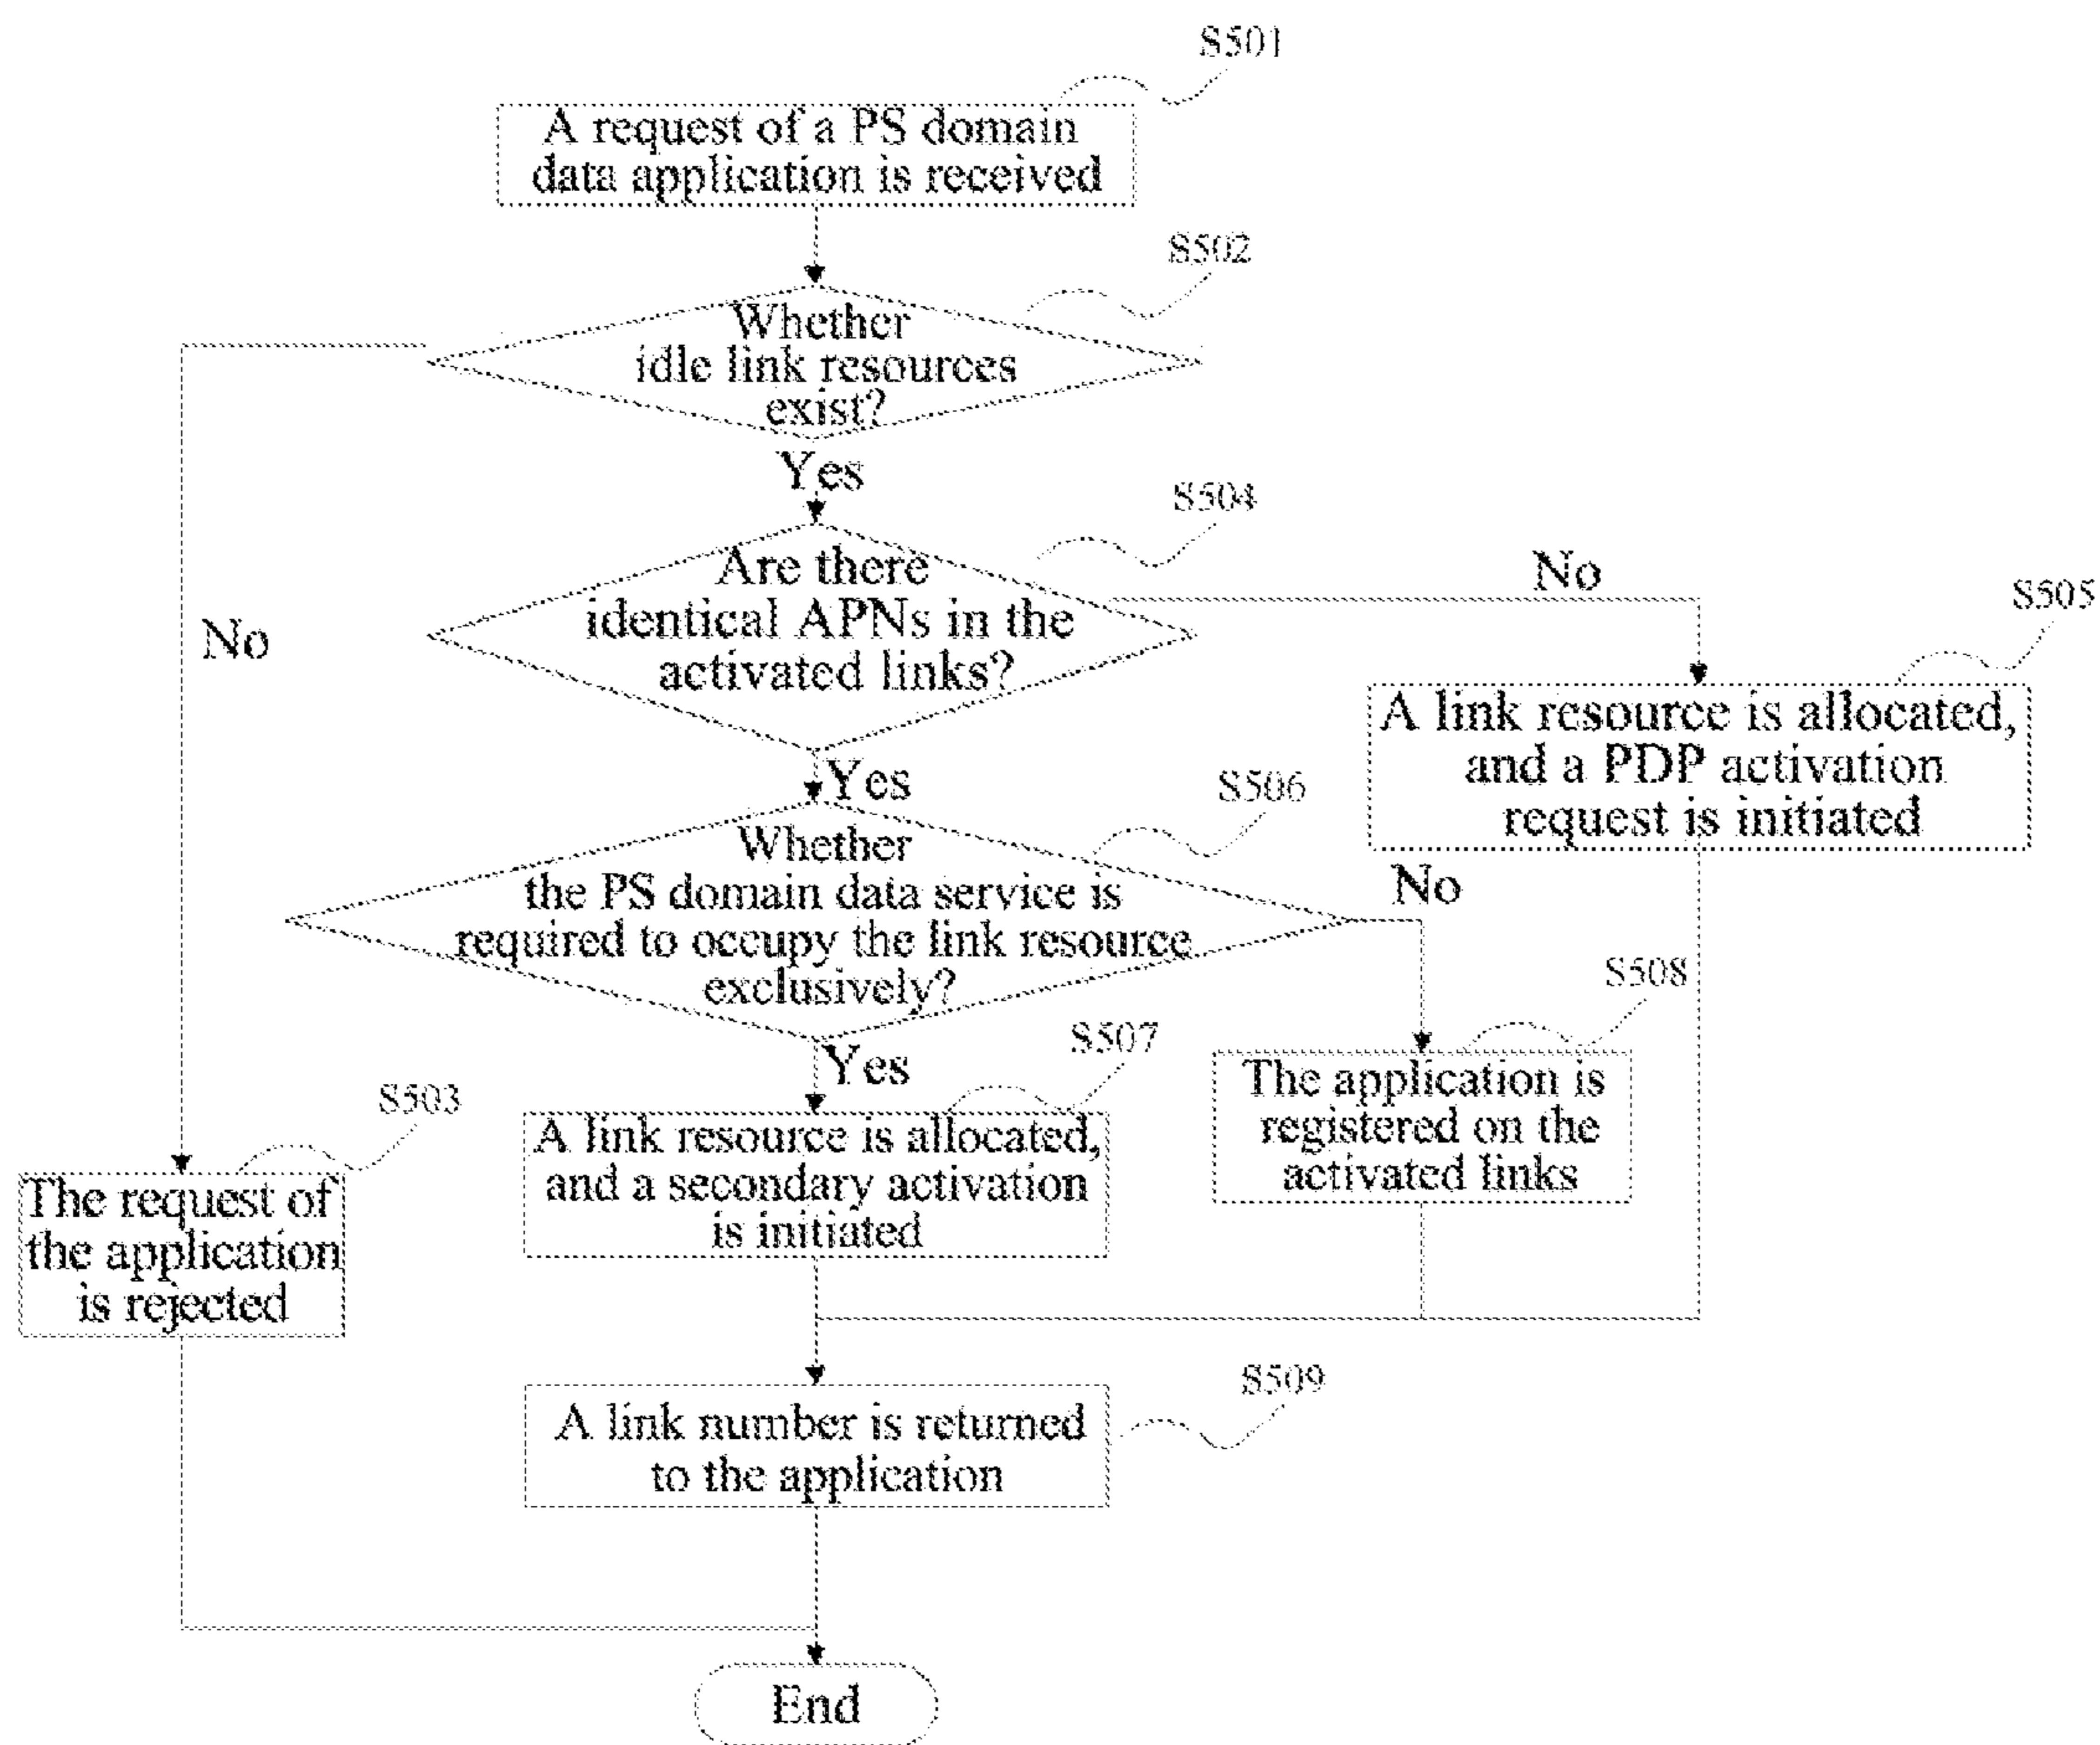 S501
A request of a PS domain
data application is received
S502
Whether
idle link resources
exist?
Yes
S504
Are there
identical APNs in the
activated links?
No
S505
No
A link resource is allocated,
and a PDP activation
request is initiated
Yes
S506
Whether
the PS domain data service is
required to occupy the link resource
exclusively?
No
S508
S507
Yes
The application is
registered on the
activated links
S503
A link resource is allocated,
and a secondary activation
is initiated
The request of
the application
is rejected
S509
A link number is returned
to the application
End